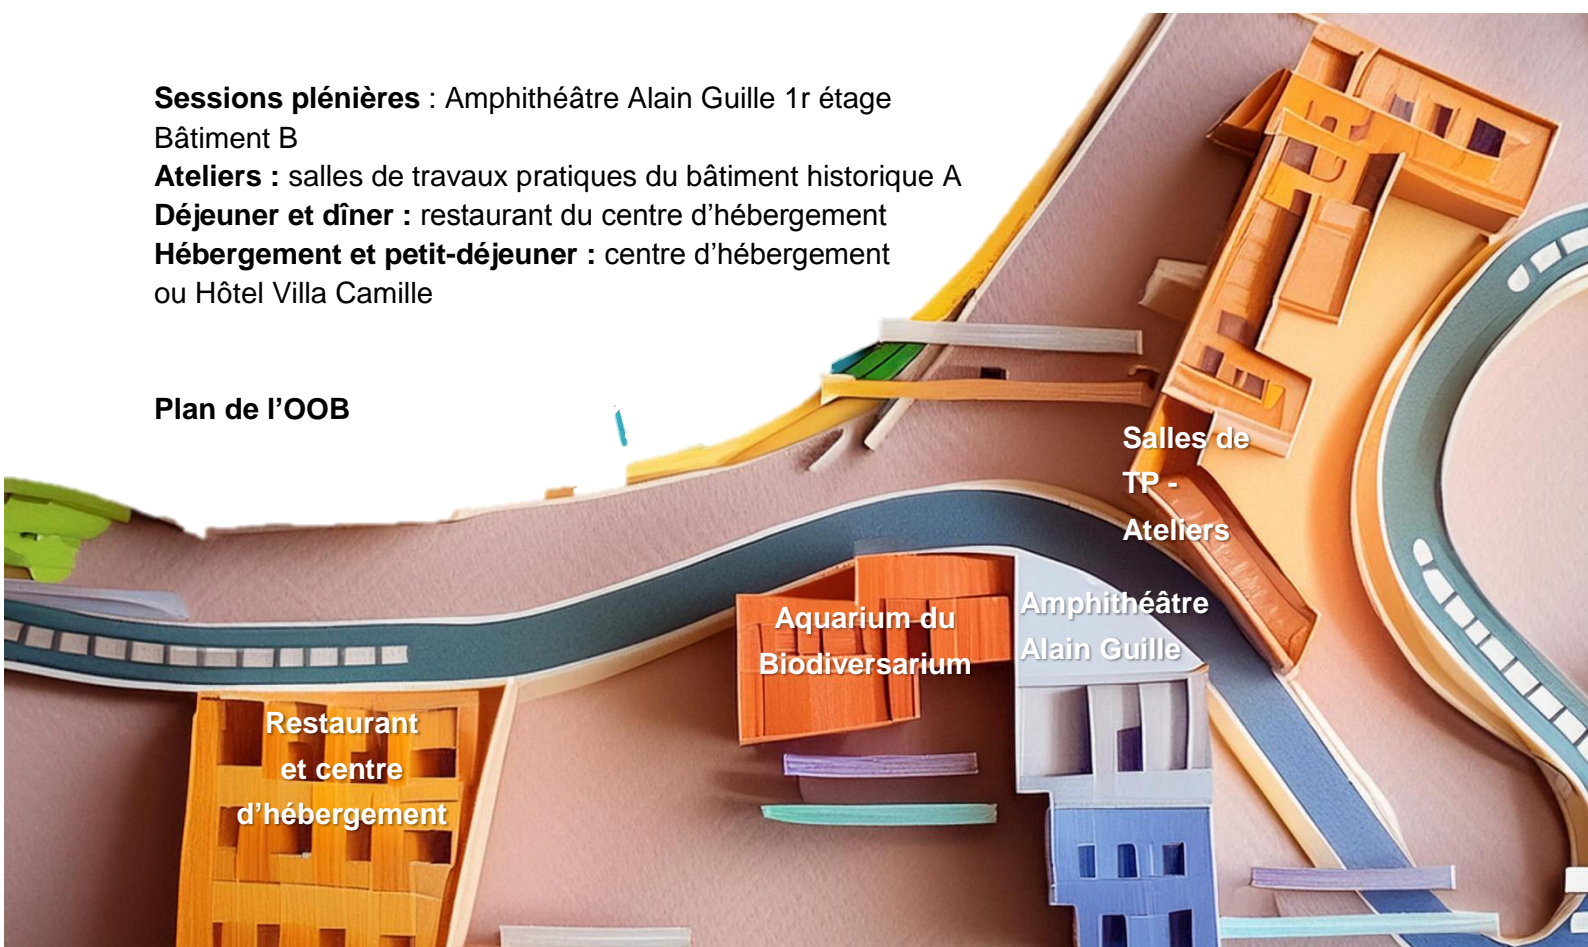 Sessions plénières : Amphithéâtre Alain Guille 1r étage
Bâtiment B
Ateliers : salles de travaux pratiques du bâtiment historique A
Déjeuner et dîner : restaurant du centre d’hébergement
Hébergement et petit-déjeuner : centre d’hébergement
ou Hôtel Villa Camille
Plan de l’OOB
Salles de
TP -
Ateliers
Amphithéâtre
Alain Guille
Aquarium du
Biodiversarium
Restaurant
et centre
d’hébergement